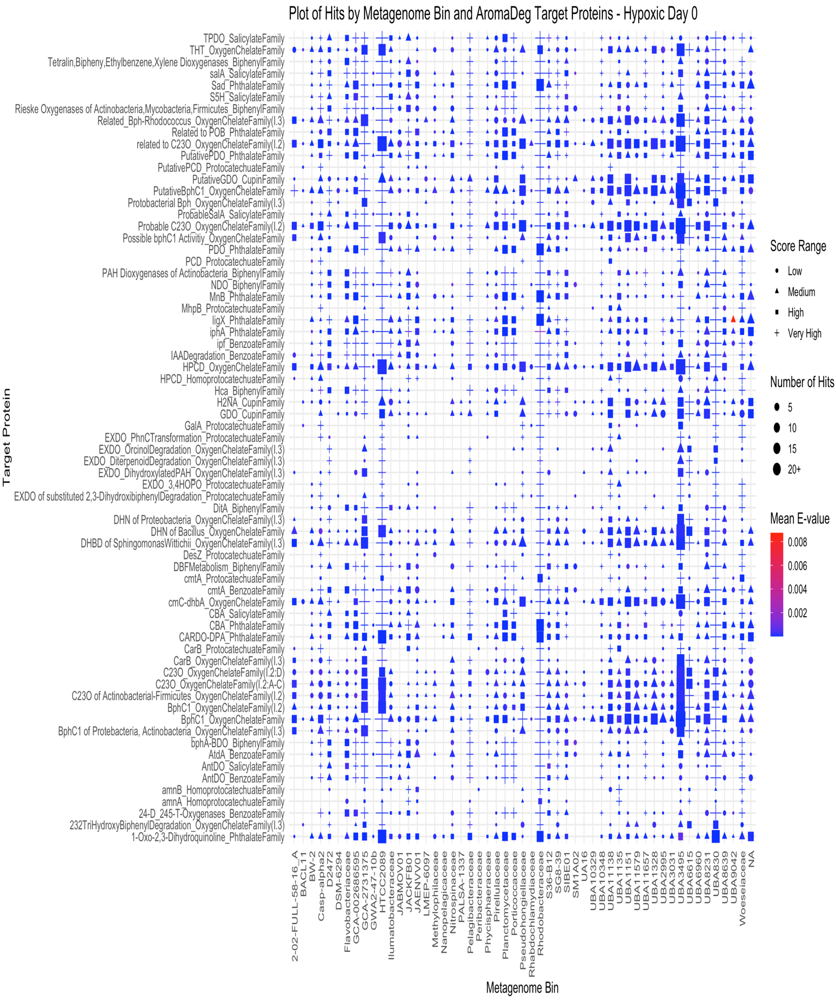 Plot of Hits by Metagenome Bin and AromaDeg Target Proteins - Hypoxic Day 0
Target Protein
TPDO_SalicylateFamily
THT_OxygenChelateFamily
Tetralin,Bipheny,Ethylbenzene,Xylene Dioxygenases_BiphenylFamily
salA_SalicylateFamily
Sad_PhthalateFamily
S5H_SalicylateFamily
Rieske Oxygenases of Actinobacteria,Mycobacteria,Firmicutes_BiphenylFamily
Related_Bph-Rhodococcus_OxygenChelateFamily(I.3)
Related to POB_PhthalateFamily
related to C23O_OxygenChelateFamily(I.2)
PutativePDO_PhthalateFamily
PutativePCD_ProtocatechuateFamily
PutativeGDO_CupinFamily
PutativeBphC1_OxygenChelateFamily
Protobacterial Bph_OxygenChelateFamily(I.3)
ProbableSalA_SalicylateFamily
Probable C23O_OxygenChelateFamily(I.2)
Possible bphC1 Activitiy_OxygenChelateFamily
PDO_PhthalateFamily
PCD_ProtocatechuateFamily
PAH Dioxygenases of Actinobacteria_BiphenylFamily
NDO_BiphenylFamily
MnB_PhthalateFamily
MhpB_ProtocatechuateFamily
ligX_PhthalateFamily
iphA_PhthalateFamily
ipf_BenzoateFamily
IAADegradation_BenzoateFamily
HPCD_OxygenChelateFamily
HPCD_HomoprotocatechuateFamily
Hca_BiphenylFamily
H2NA_CupinFamily
GDO_CupinFamily
GalA_ProtocatechuateFamily
EXDO_PhnCTransformation_ProtocatechuateFamily
EXDO_OrcinolDegradation_OxygenChelateFamily(I.3)
EXDO_DiterpenoidDegradation_OxygenChelateFamily(I.3)
EXDO_DihydroxylatedPAH_OxygenChelateFamily(I.3)
EXDO_3,4HOPO_ProtocatechuateFamily
EXDO of substituted 2,3-DihydroxibiphenylDegradation_ProtocatechuateFamily
DitA_BiphenylFamily
DHN of Proteobacteria_OxygenChelateFamily(I.3)
DHN of Bacillus_OxygenChelateFamily
DHBD of SphingomonasWittichii_OxygenChelateFamily(I.3)
DesZ_ProtocatechuateFamily
DBFMetabolism_BiphenylFamily
cmtA_ProtocatechuateFamily
cmtA_BenzoateFamily
cmC-dhbA_OxygenChelateFamily
CBA_SalicylateFamily
CBA_PhthalateFamily
CARDO-DPA_PhthalateFamily
CarB_ProtocatechuateFamily
CarB_OxygenChelateFamily(I.3)
C23O_OxygenChelateFamily(I.2:D)
C23O_OxygenChelateFamily(I.2:A-C)
C23O of Actinobacterial-Firmicutes_OxygenChelateFamily(I.2)
BphC1_OxygenChelateFamily(I.2)
BphC1_OxygenChelateFamily
BphC1 of Protebacteria, Actinobacteria_OxygenChelateFamily(I.3)
bphA-BDO_BiphenylFamily
AtdA_BenzoateFamily
AntDO_SalicylateFamily
AntDO_BenzoateFamily
amnB_HomoprotocatechuateFamily
amnA_HomoprotocatechuateFamily
24-D_245-T-Oxygenases_BenzoateFamily
232TriHydroxyBiphenylDegradation_OxygenChelateFamily(I.3)
1-Oxo-2,3-Dihydroquinoline_PhthalateFamily
2-02-FULL-58-16_A
BACL11
BW-2
Casp-alpha2
D2472
DSM-6294
Flavobacteriaceae
GCA-002686595
GCA-2731375
GWA2-47-10b
HTCC2089
Ilumatobacteraceae
JABMOV01
JACKFB01
JAENVV01
LMEP-6097
Methylophilaceae
Nanopelagicaceae
Nitrospinaceae
PALSA-1337
Pelagibacteraceae
Peribacteraceae
Phycisphaeraceae
Pirellulaceae
Planctomycetaceae
Porticoccaceae
Pseudohongiellaceae
Rhabdochlamydiaceae
Rhodobacteraceae
S36-B12
SG8-39
SIBE01
SM1A02
UA16
UBA10329
UBA10348
UBA11138
UBA1135
UBA1151
UBA11579
UBA11657
UBA1328
UBA2995
UBA3031
UBA3495
UBA6615
UBA6960
UBA8231
UBA830
UBA8639
UBA9042
Woeseiaceae
NA
Metagenome Bin
Score Range
Low
Medium
High
Very High
Number of Hits
5
10
15
20+
Mean E-value
0.008
0.006
0.004
0.002